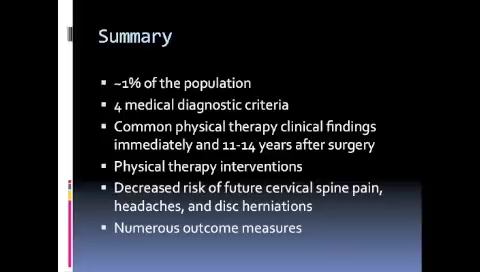 Summary
▪ ~1% of the population
▪ 4 medical diagnostic criteria
▪ Common physical therapy clinical findings
immediately and 11-14 years after surgery
▪ Physical therapy interventions
▪ Decreased risk of future cervical spine pain,
headaches, and disc herniations
▪ Numerous outcome measures